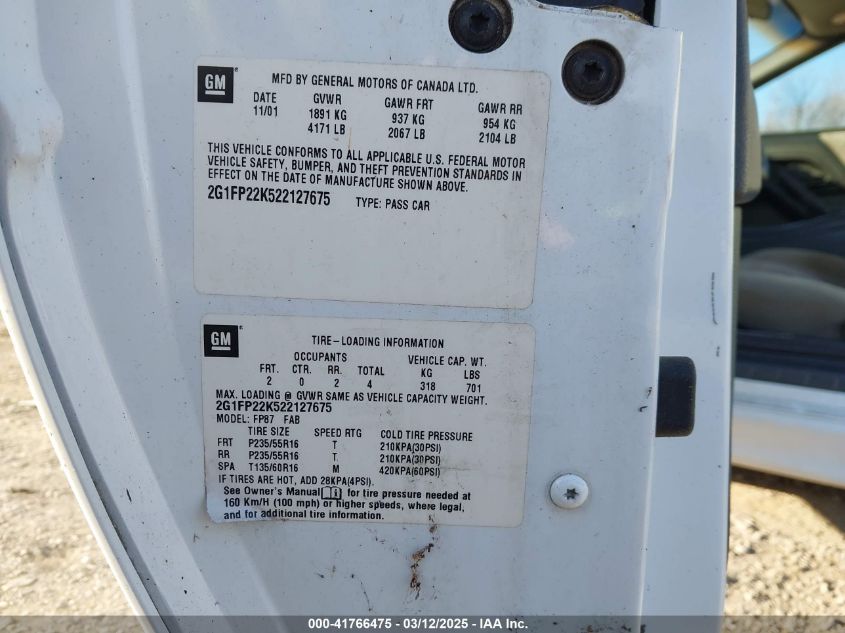 GM
MFD BY GENERAL MOTORS OF CANADA LTD.
DATE GVWR GAWR FRT GAWR RR
11/01 1891 KG 937 KG 954 KG
4171 LB 2067 LB 2104 LB
THIS VEHICLE CONFORMS TO ALL APPLICABLE U.S. FEDERAL MOTOR
VEHICLE SAFETY, BUMPER, AND THEFT PREVENTION STANDARDS IN
EFFECT ON THE DATE OF MANUFACTURE SHOWN ABOVE.
2G1FP22K522127675 TYPE: PASS CAR
GM
TIRE-LOADING INFORMATION
OCCUPANTS VEHICLE CAP. WT.
FRT. CTR. RR. TOTAL KG LBS
2 0 2 4 318 701
MAX. LOADING @ GVWR SAME AS VEHICLE CAPACITY WEIGHT.
2G1FP22K522127675
MODEL: FP87 FAB
TIRE SIZE SPEED RTG COLD TIRE PRESSURE
FRT P235/55R16 T 210KPA(30PSI)
RR P235/55R16 T 210KPA(30PSI)
SPA T135/60R16 M 420KPA(60PSI)
IF TIRES ARE HOT, ADD 28KPA(4PSI).
See Owner's Manual for tire pressure needed at
160 Km/H (100 mph) or higher speeds, where legal,
and for additional tire information.
000-41766475 - 03/12/2025 - IAA Inc.